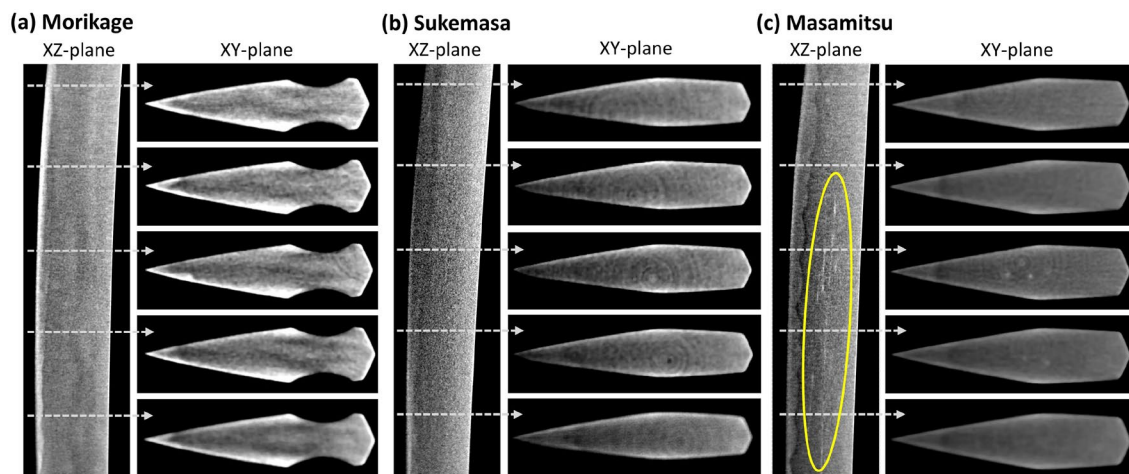 (a) Morikage
XZ-plane
XY-plane
(b) Sukemasa
XZ-plane
XY-plane
(c) Masamitsu
XZ-plane
XY-plane